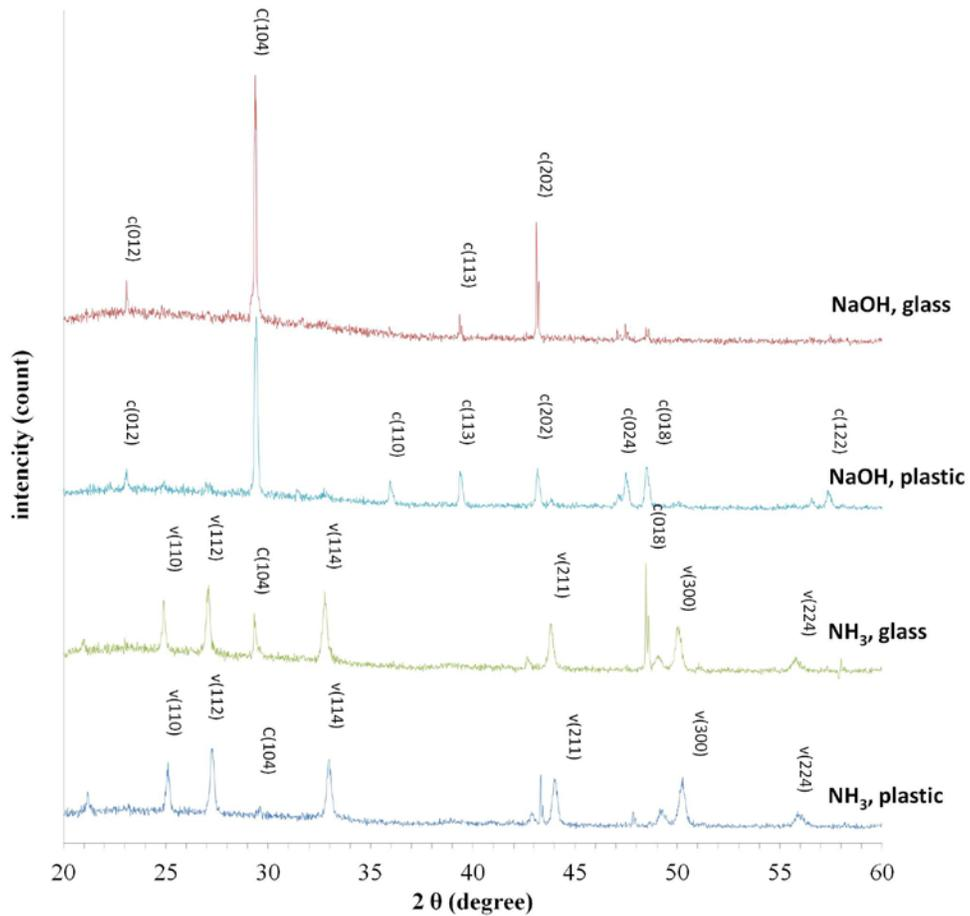 C(104)
c(202)
c(012)
c(113)
NaOH, glass
c(012)
c(110)
c(113)
c(202)
c(024)
c(018)
c(122)
NaOH, plastic
v(110)
v(112)
C(104)
v(114)
v(211)
c(018)
v(300)
v(224)
NH3, glass
v(110)
v(112)
C(104)
v(114)
v(211)
v(300)
v(224)
NH3, plastic
intencity (count)
20 25 30 35 40 45 50 55 60
2 θ (degree)